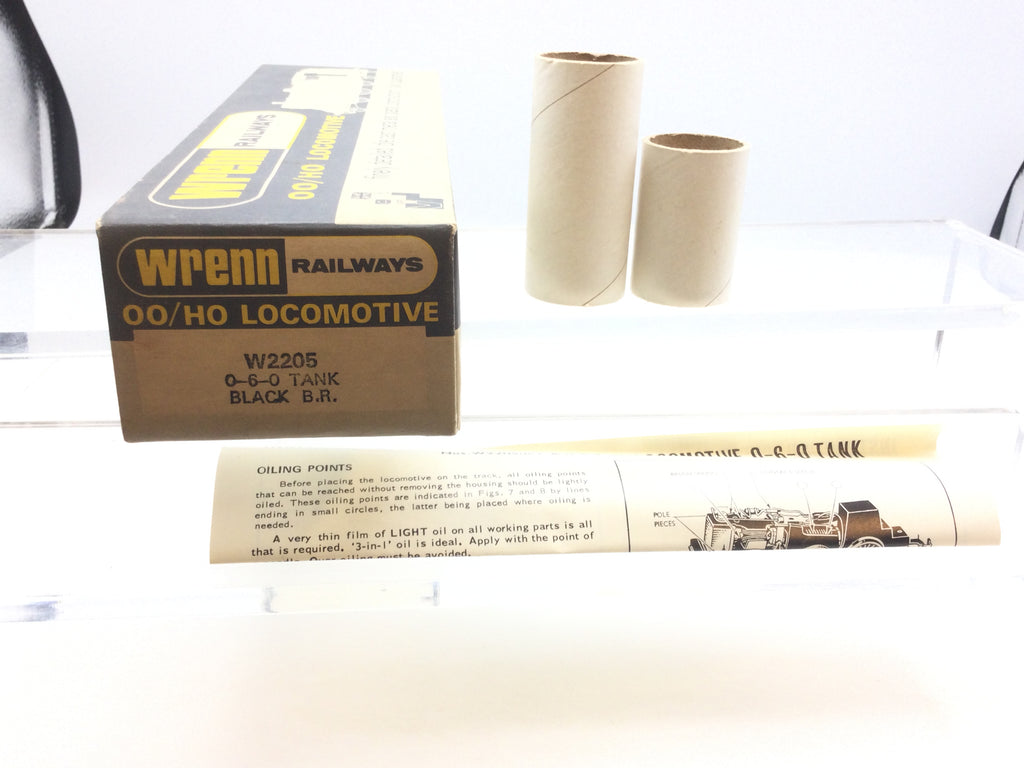 Wrenn RAILWAYS
OO/HO LOCOMOTIVE
Wrenn RAILWAYS
OO/HO LOCOMOTIVE
W2205
0-6-0 TANK
BLACK B.R.
LOCOMOTIVE 0-6-0 TANK
OILING POINTS
Before placing the locomotive on the track, all oiling points
that can be reached without removing the housing should be lightly
oiled. These oiling points are indicated in Figs. 7 and 8 by lines
ending in small circles, the latter being placed where oiling is
needed.
A very thin film of LIGHT oil on all working parts is all
that is required. '3-in-1' oil is ideal. Apply with the point of
Over oiling must be avoided.
POLE
PIECES